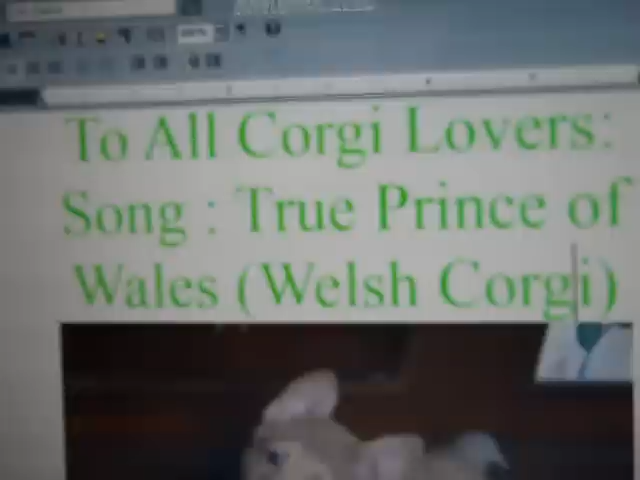 To All Corgi Lovers:
Song : True Prince of
Wales (Welsh Corgi)